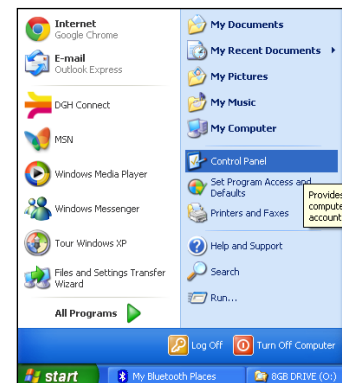 Internet
Google Chrome
E-mail
Outlook Express
DGH Connect
MSN
Windows Media Player
Windows Messenger
Tour Windows XP
Files and Settings Transfer
Wizard
All Programs
My Documents
My Recent Documents
My Pictures
My Music
My Computer
Control Panel
Set Program Access and
Defaults
Printers and Faxes
Help and Support
Search
Run...
Provides
compute
account
Log Off
Turn Off Computer
start
My Bluetooth Places
8GB DRIVE (O:)